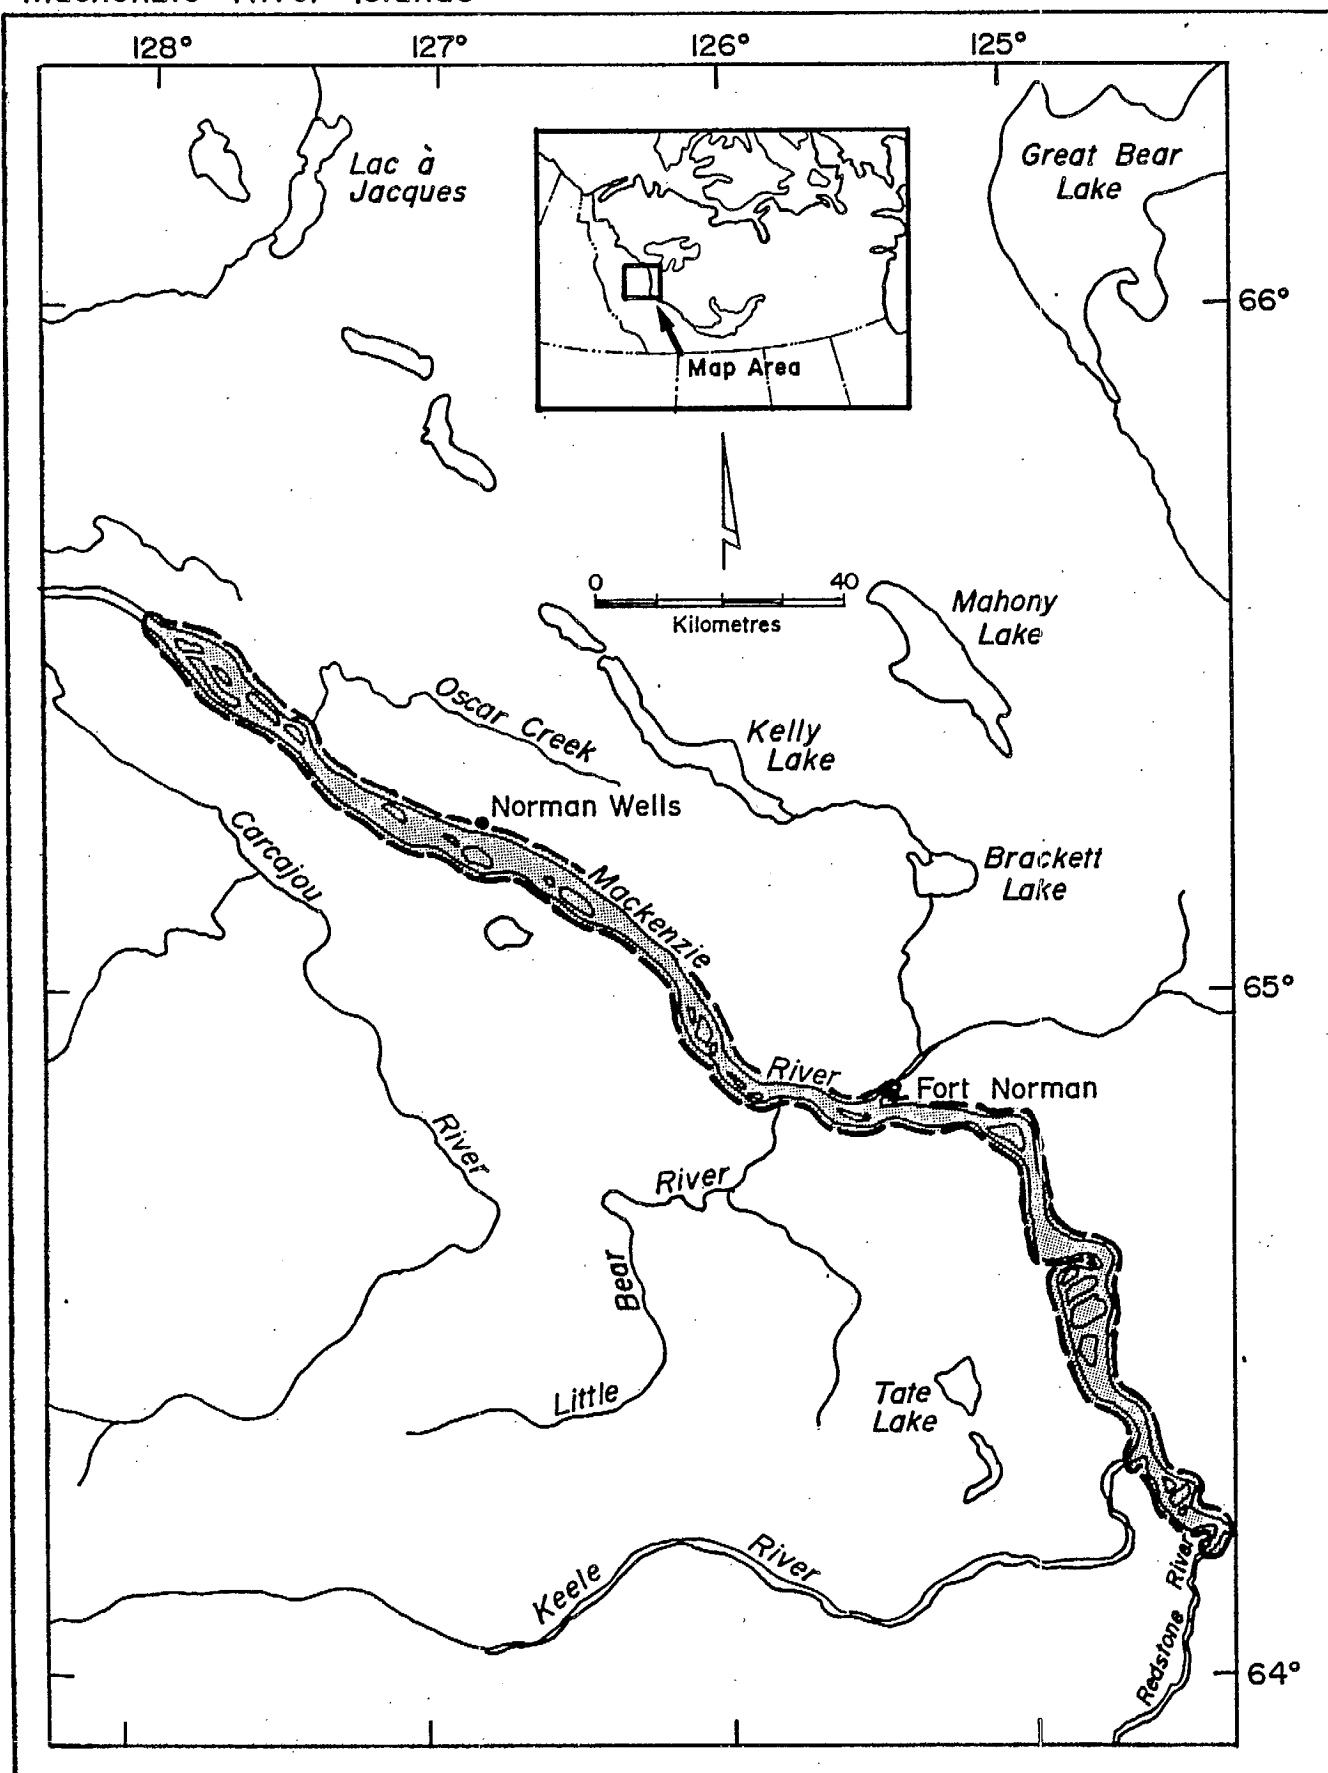 128° 127° 126° 125°
Lac à
Jacques
Great Bear
Lake
66°
Map Area
0 40
Kilometres
Mahony
Lake
Oscar Creek
Kelly
Lake
Norman Wells
Carcajou
Brackett
Lake
Mackenzie
65°
River
Fort Norman
River
River
Bear
Little
Tate
Lake
Keele
River
Redstone River
64°